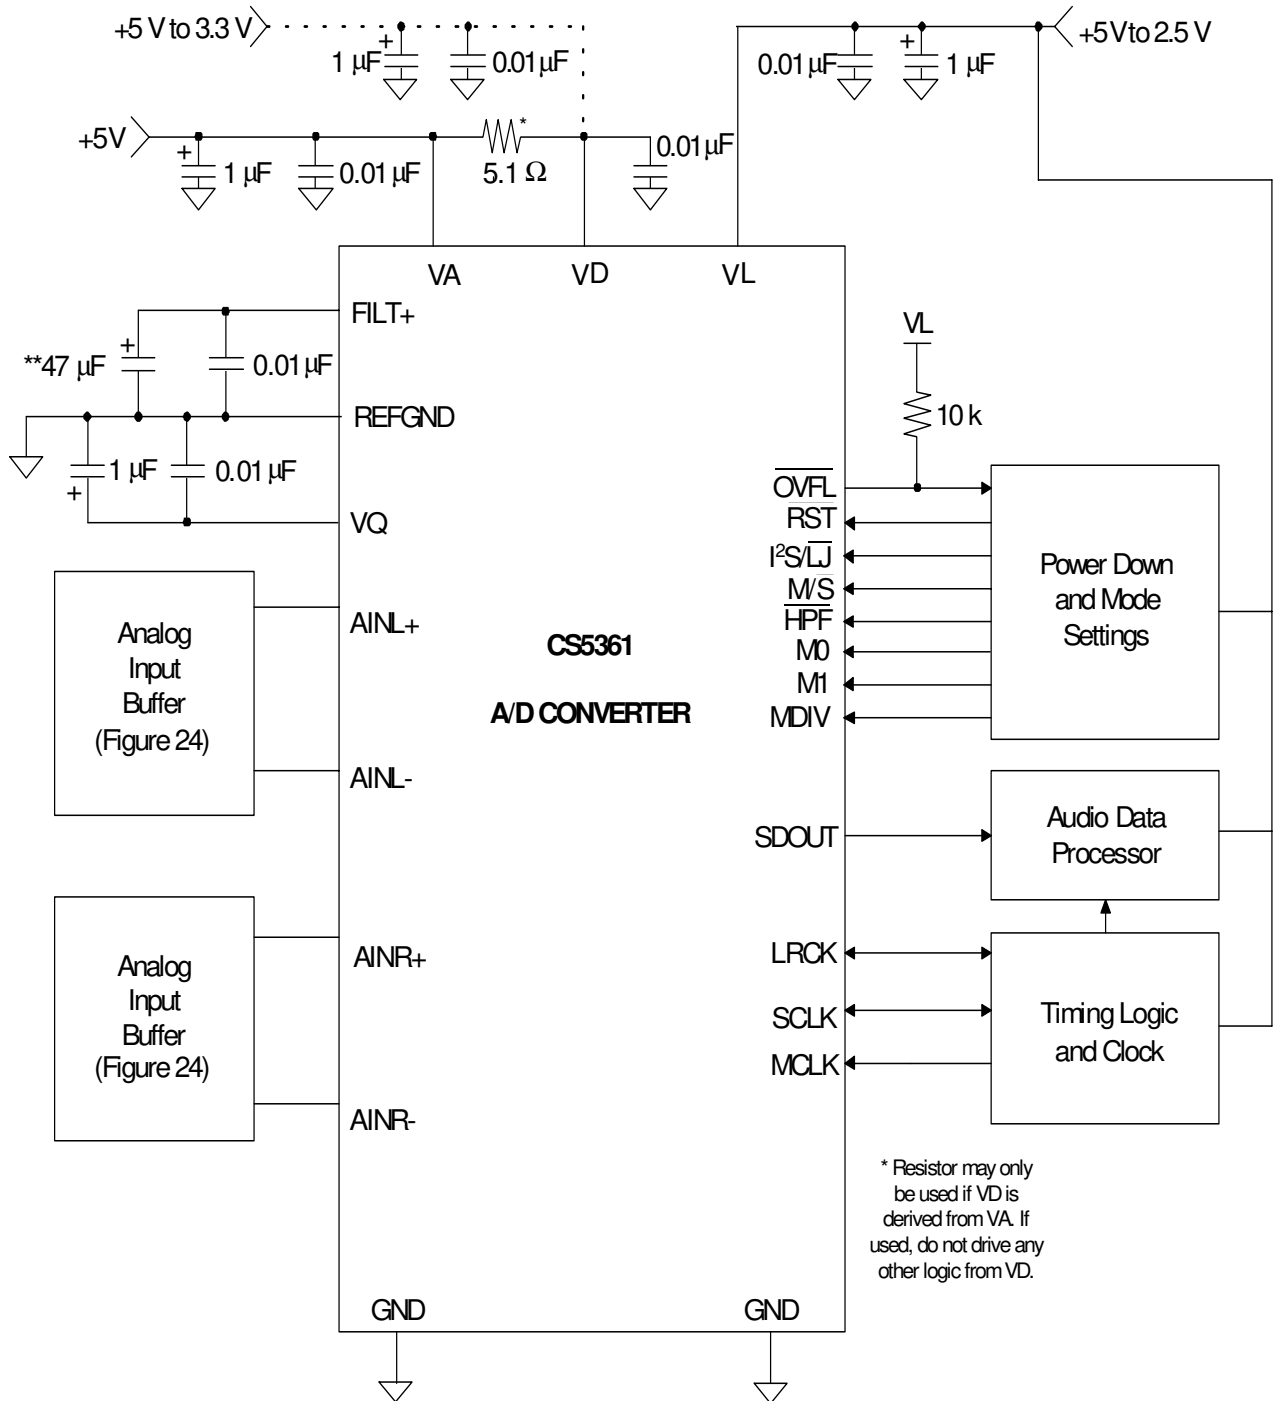 +5 V to 3.3 V
+
1 µF
0.01 µF
0.01 µF
+
1 µF
+5V to 2.5 V
+5V
+
1 µF
0.01 µF
*
5.1 Ω
0.01 µF
VA
VD
VL
FILT+
+
**47 µF
0.01 µF
REFGND
1 µF
+
0.01 µF
VQ
VL
10 k
OVFL
RST
I²S/LJ
M/S
HPF
M0
M1
MDIV
Power Down
and Mode
Settings
Analog
Input
Buffer
(Figure 24)
AINL+
AINL-
CS5361
A/D CONVERTER
SDOUT
Audio Data
Processor
Analog
Input
Buffer
(Figure 24)
AINR+
AINR-
LRCK
SCLK
MCLK
Timing Logic
and Clock
* Resistor may only
be used if VD is
derived from VA. If
used, do not drive any
other logic from VD.
GND
GND